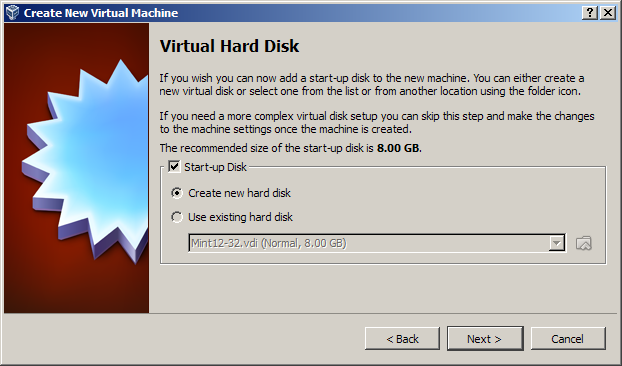 Create New Virtual Machine
Virtual Hard Disk
If you wish you can now add a start-up disk to the new machine. You can either create a
new virtual disk or select one from the list or from another location using the folder icon.
If you need a more complex virtual disk setup you can skip this step and make the changes
to the machine settings once the machine is created.
The recommended size of the start-up disk is 8.00 GB.
Start-up Disk
Create new hard disk
Use existing hard disk
Mint12-32.vdi (Normal, 8.00 GB)
< Back
Next >
Cancel